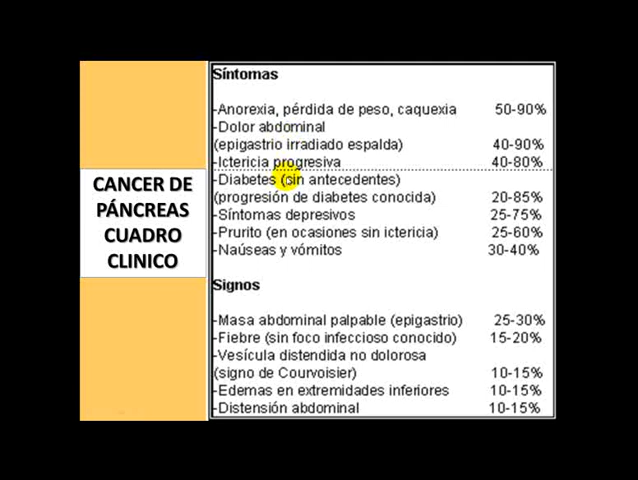 CANCER DE
PÁNCREAS
CUADRO
CLINICO
Síntomas
-Anorexia, pérdida de peso, caquexia 50-90%
-Dolor abdominal
(epigastrio irradiado espalda) 40-90%
-Ictericia progresiva 40-80%
-Diabetes (sin antecedentes)
(progresión de diabetes conocida) 20-85%
-Síntomas depresivos 25-75%
-Prurito (en ocasiones sin ictericia) 25-60%
-Naúseas y vómitos 30-40%
Signos
-Masa abdominal palpable (epigastrio) 25-30%
-Fiebre (sin foco infeccioso conocido) 15-20%
-Vesícula distendida no dolorosa
(signo de Courvoisier) 10-15%
-Edemas en extremidades inferiores 10-15%
-Distensión abdominal 10-15%